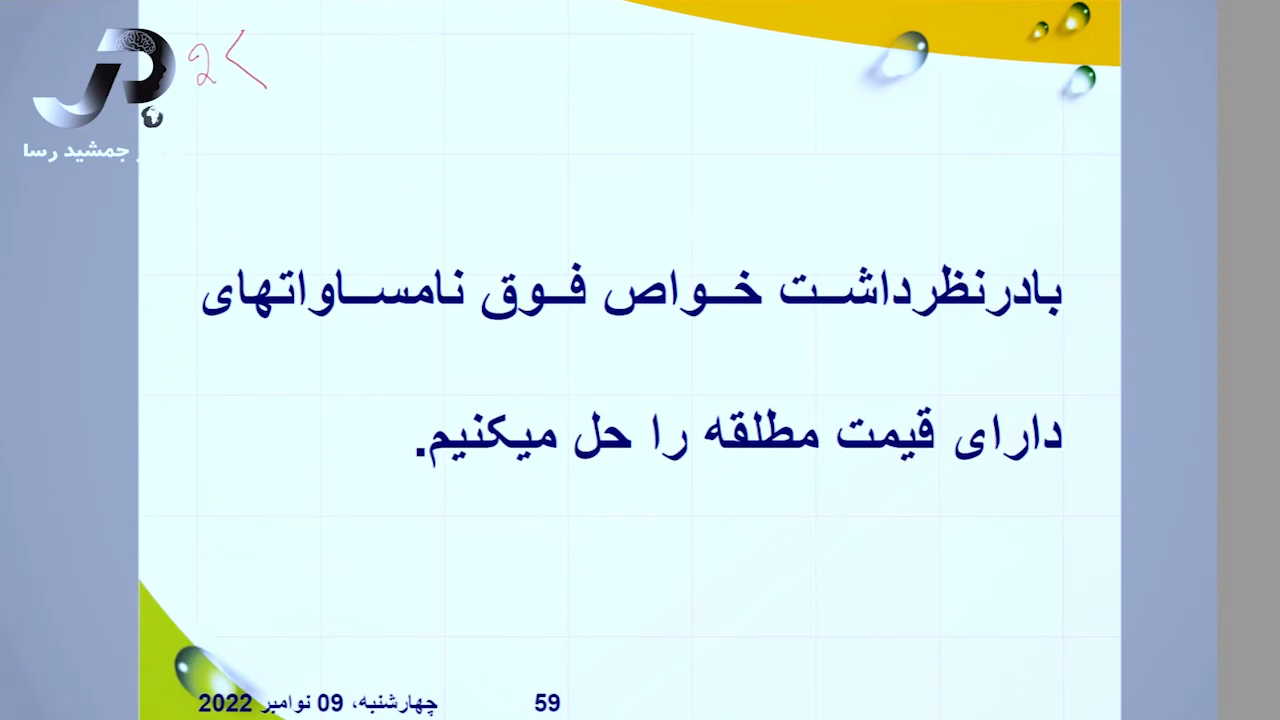 جمشید رسا
2<
بادرنظرداشت خواص فوق نامساواتهای
دارای قیمت مطلقه را حل میکنیم.
چهارشنبه، 09 نوامبر 2022
59